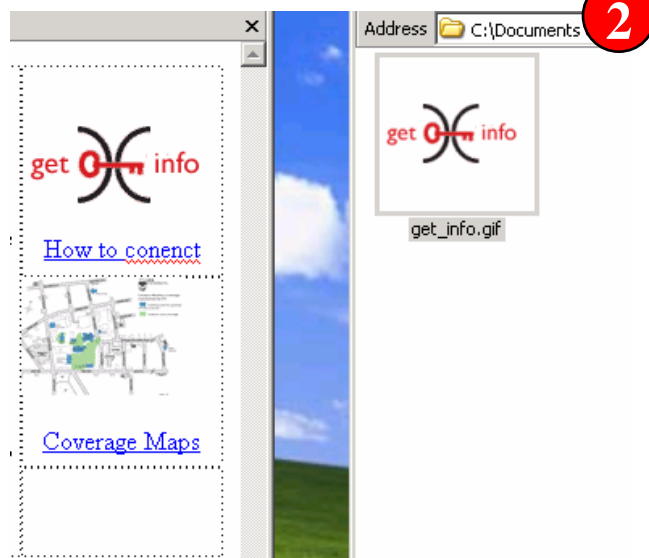 Address C:\Documents
2
get info
How to conenct
Coverage Maps
get info
get_info.gif